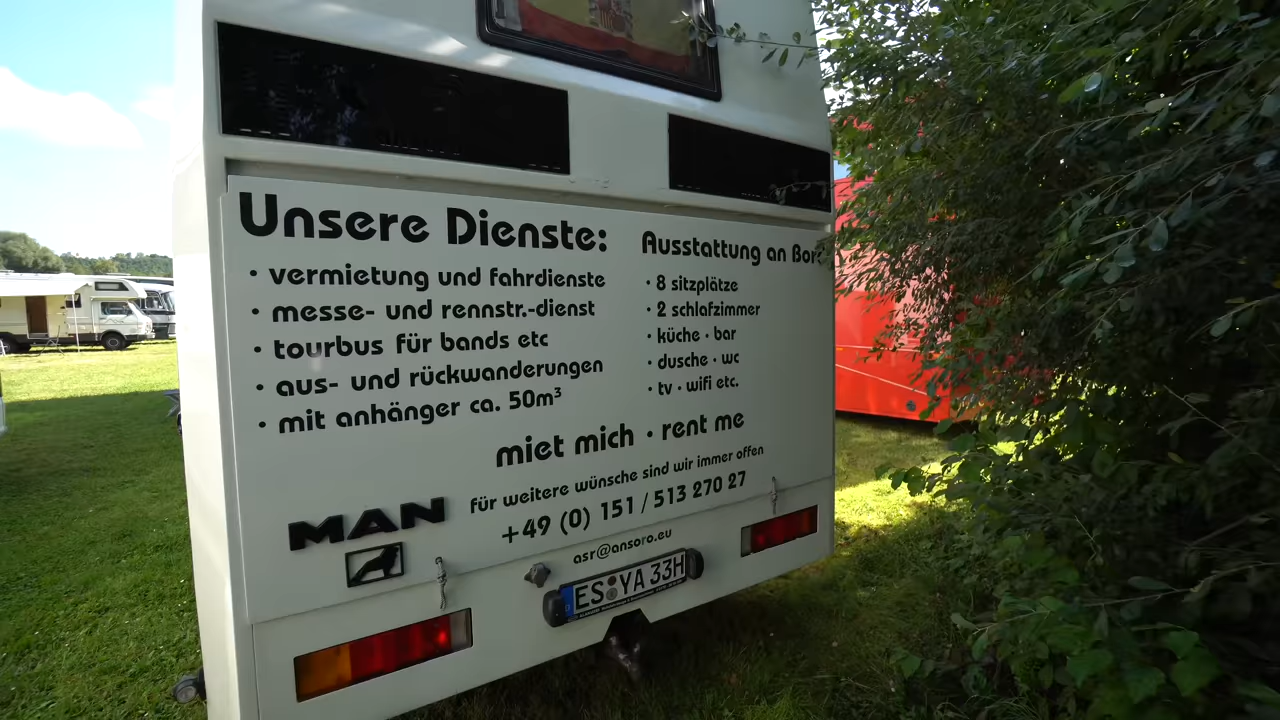 Unsere Dienste:
• vermietung und fahrdienste
• messe- und rennstr.-dienst
• tourbus für bands etc
• aus- und rückwanderungen
• mit anhänger ca. 50m³
Ausstattung an Bor
• 8 sitzplätze
• 2 schlafzimmer
• küche • bar
• dusche • wc
• tv • wifi etc.
miet mich • rent me
für weitere wünsche sind wir immer offen
+49 (0) 151 / 513 270 27
asr@ansoro.eu
MAN
ES YA 33H